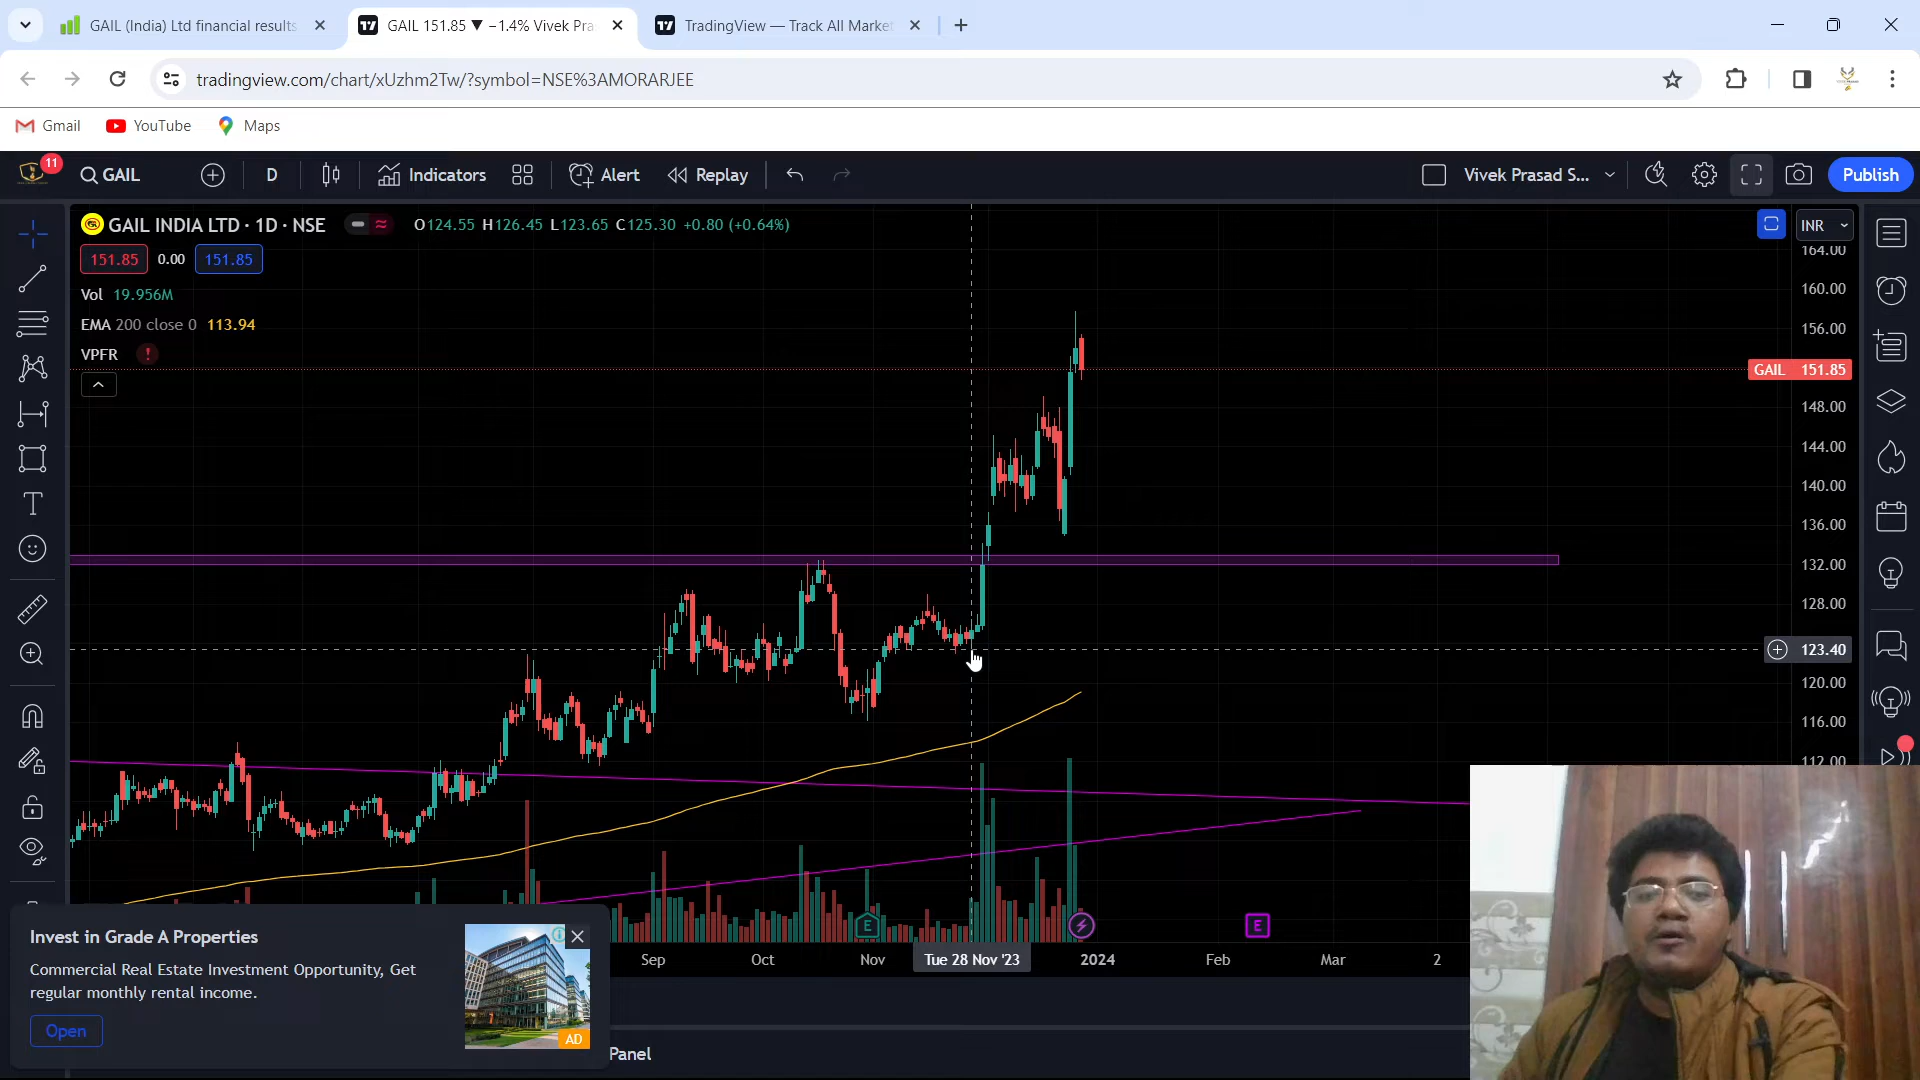 GAIL (India) Ltd financial results
GAIL 151.85 ▼ −1.4% Vivek Pra
TradingView — Track All Marke
tradingview.com/chart/xUzhm2Tw/?symbol=NSE%3AMORARJEE
Gmail
YouTube
Maps
11
GAIL
D
Indicators
Alert
Replay
Vivek Prasad S...
Publish
GAIL INDIA LTD · 1D · NSE
O124.55 H126.45 L123.65 C125.30 +0.80 (+0.64%)
INR
151.85 0.00 151.85
Vol 19.956M
EMA 200 close 0 113.94
VPFR !
164.00
160.00
156.00
GAIL 151.85
148.00
144.00
140.00
136.00
132.00
128.00
123.40
120.00
116.00
112.00
E
E
Sep
Oct
Nov
Tue 28 Nov '23
2024
Feb
Mar
2
Invest in Grade A Properties
Commercial Real Estate Investment Opportunity, Get
regular monthly rental income.
Open
AD
Panel